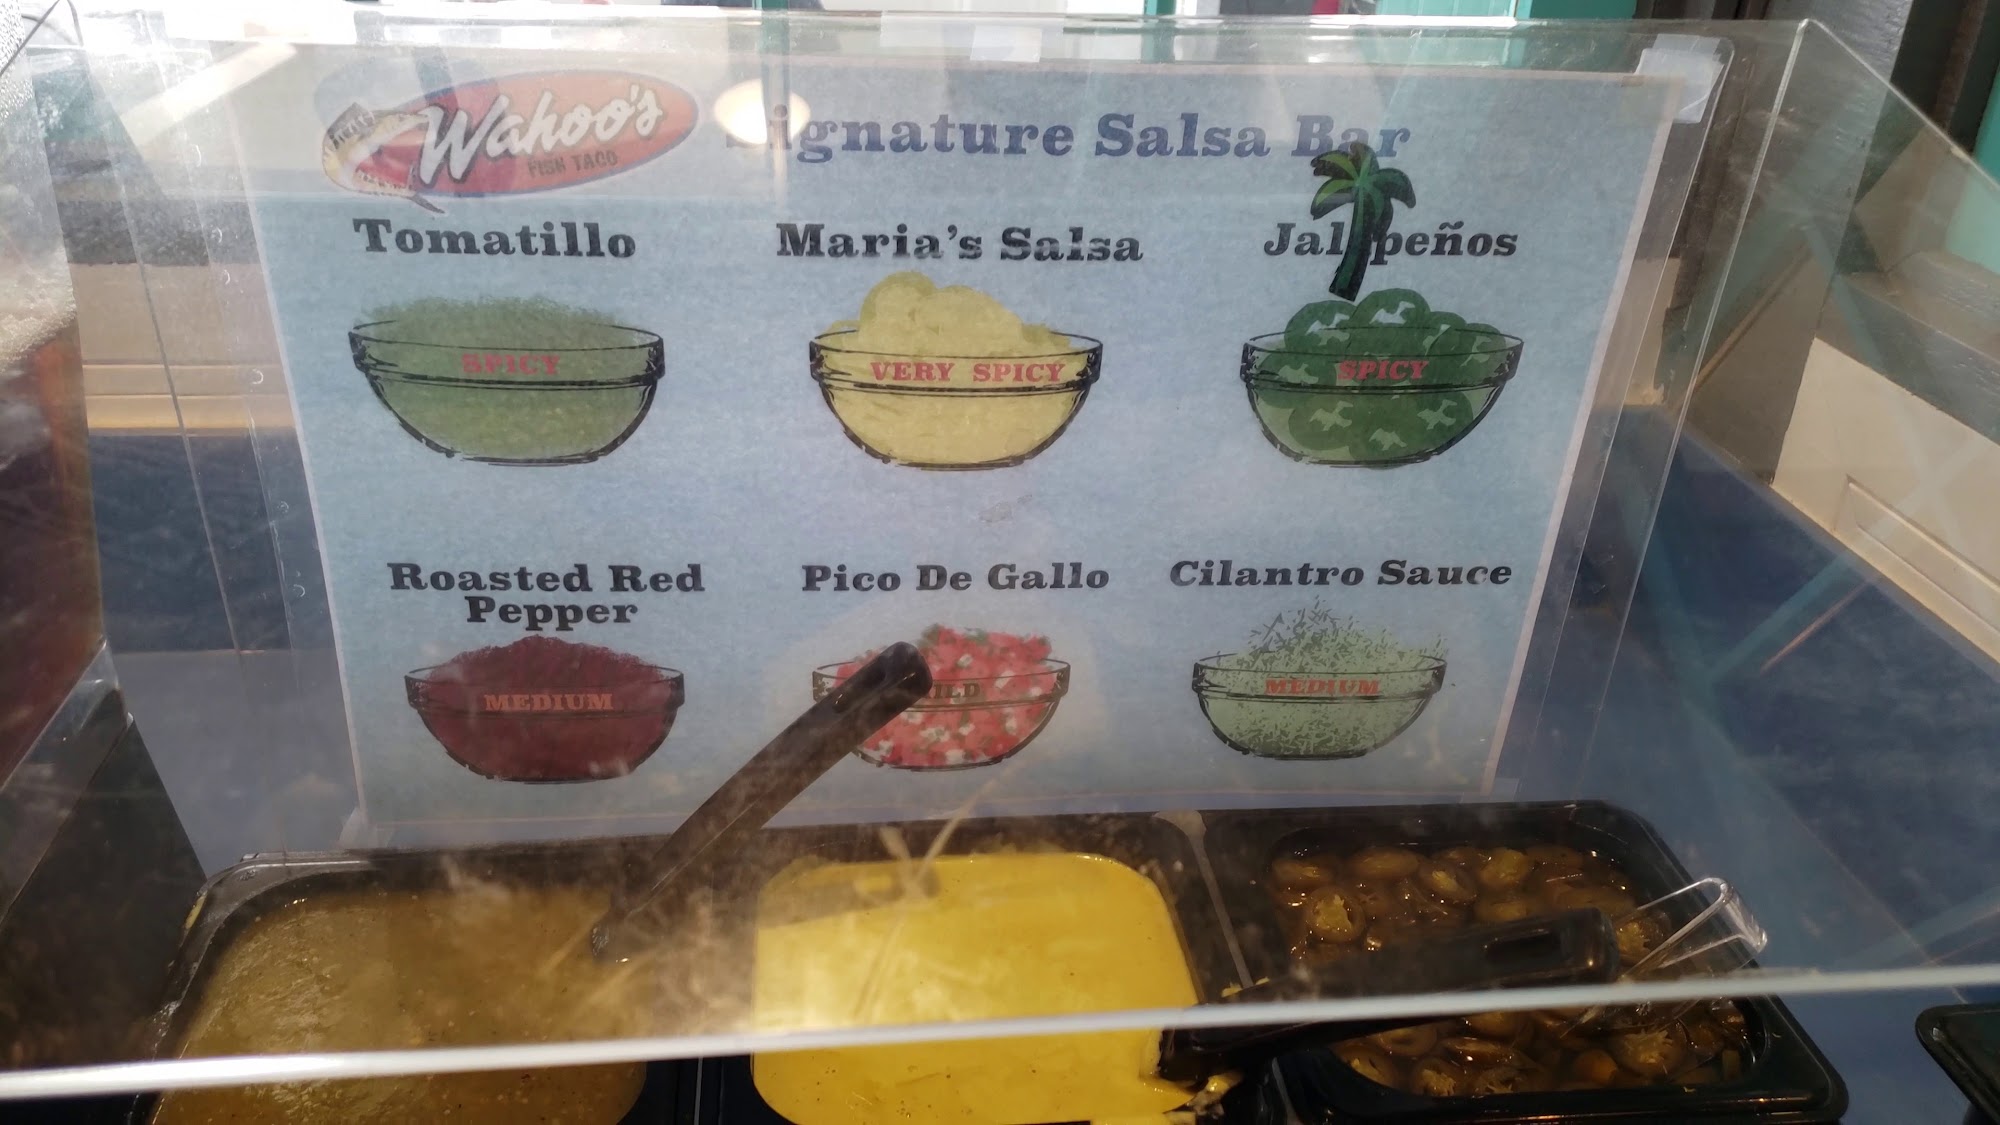 Wahoo's
FISH TACO
Signature Salsa Bar
Tomatillo
Maria's Salsa
Jalapeños
SPICY
VERY SPICY
SPICY
Roasted Red
Pepper
Pico De Gallo
Cilantro Sauce
MEDIUM
MILD
MEDIUM